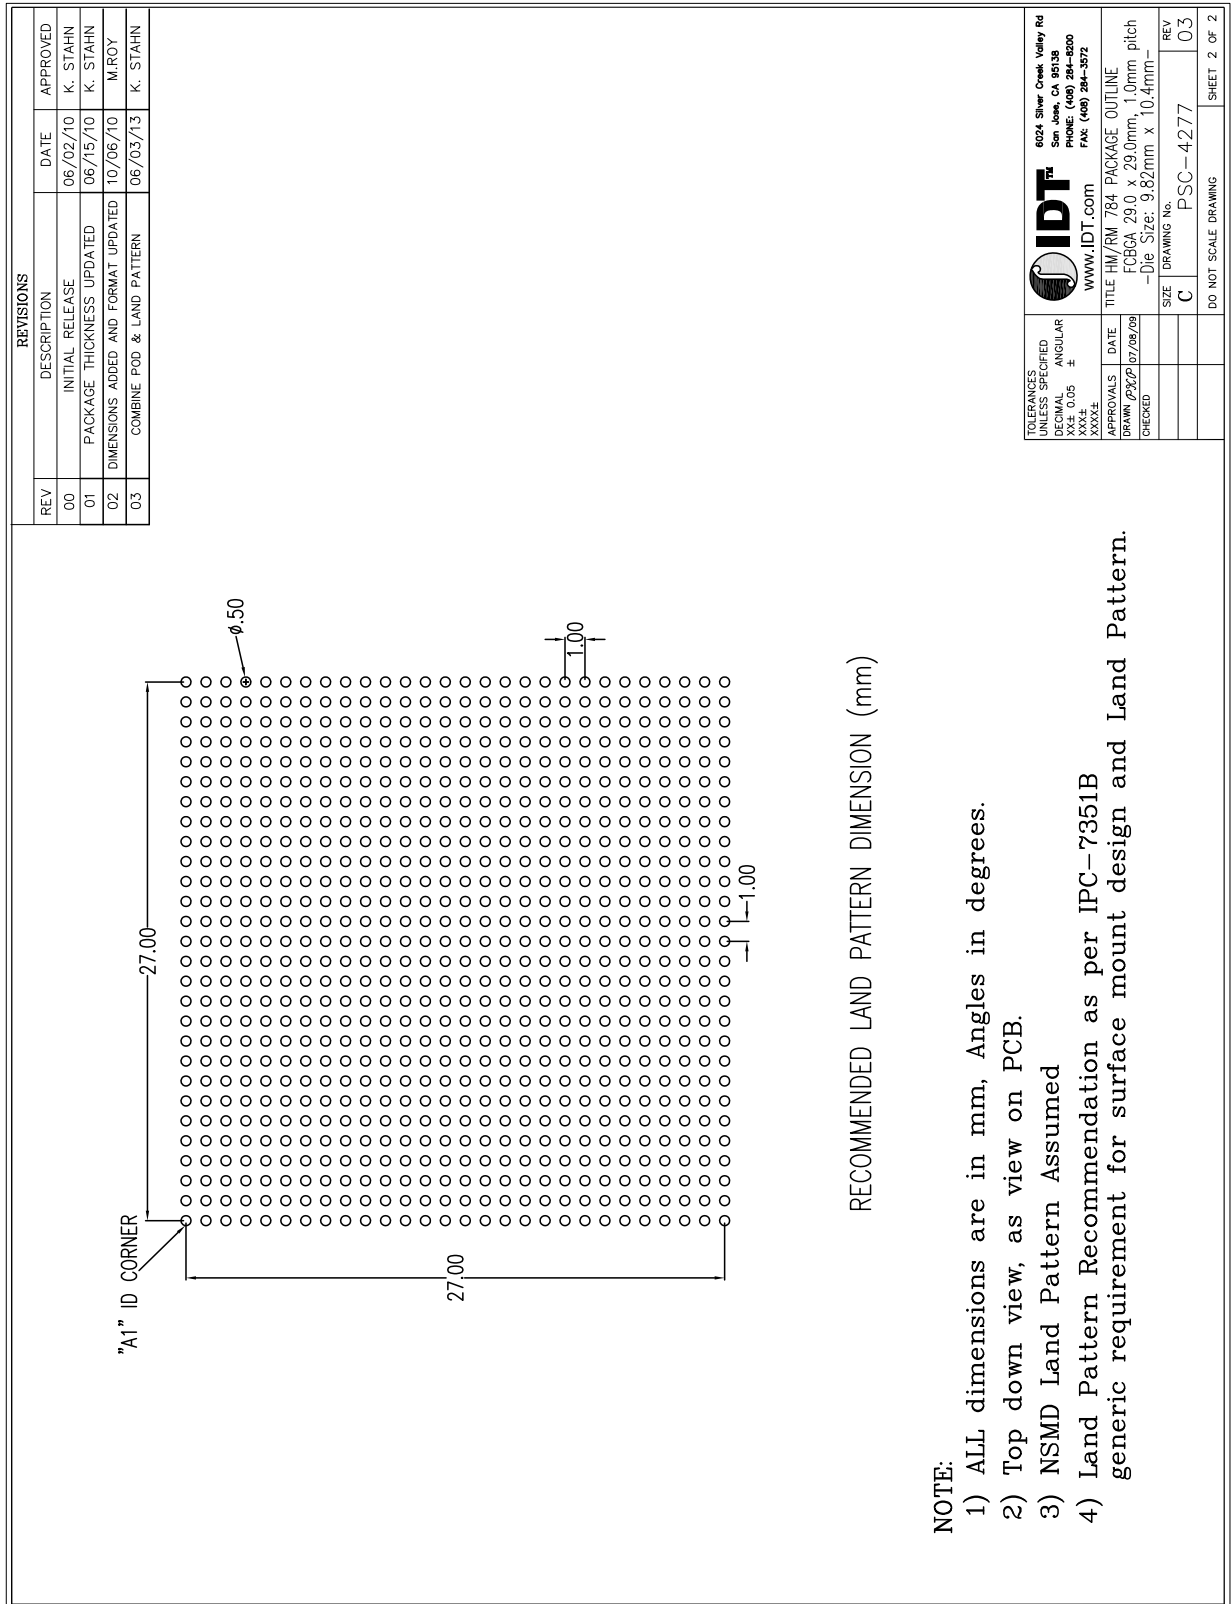 REVISIONS
REV DESCRIPTION DATE APPROVED
00 INITIAL RELEASE 06/02/10 K. STAHN
01 PACKAGE THICKNESS UPDATED 06/15/10 K. STAHN
02 DIMENSIONS ADDED AND FORMAT UPDATED 10/06/10 M.ROY
03 COMBINE POD & LAND PATTERN 06/03/13 K. STAHN
"A1" ID CORNER
27.00
ø.50
27.00
1.00
1.00
RECOMMENDED LAND PATTERN DIMENSION (mm)
NOTE:
1) ALL dimensions are in mm, Angles in degrees.
2) Top down view, as view on PCB.
3) NSMD Land Pattern Assumed
4) Land Pattern Recommendation as per IPC-7351B
generic requirement for surface mount design and Land Pattern.
TOLERANCES
UNLESS SPECIFIED
DECIMAL ANGULAR
XX± 0.05 ±
XXX±
XXXX±
APPROVALS DATE
DRAWN 07/08/09
CHECKED
IDT™
www.IDT.com
6024 Silver Creek Valley Rd
San Jose, CA 95138
PHONE: (408) 284-8200
FAX: (408) 284-3572
TITLE HM/RM 784 PACKAGE OUTLINE
FCBGA 29.0 x 29.0mm, 1.0mm pitch
-Die Size: 9.82mm x 10.4mm-
SIZE DRAWING No. REV
C PSC-4277 03
DO NOT SCALE DRAWING SHEET 2 OF 2